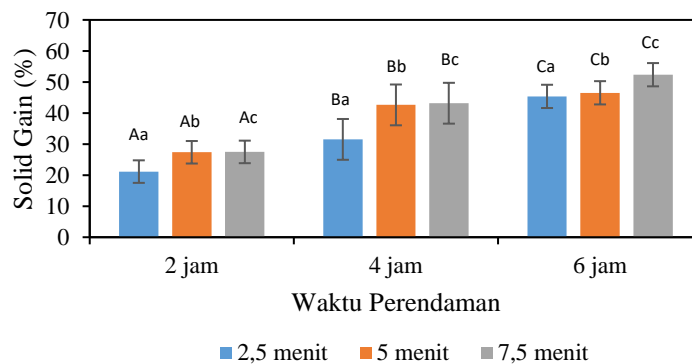 Solid Gain (%)
70
60
50
40
30
20
10
0
Aa
Ab
Ac
Ba
Bb
Bc
Ca
Cb
Cc
2 jam
4 jam
6 jam
Waktu Perendaman
2,5 menit
5 menit
7,5 menit